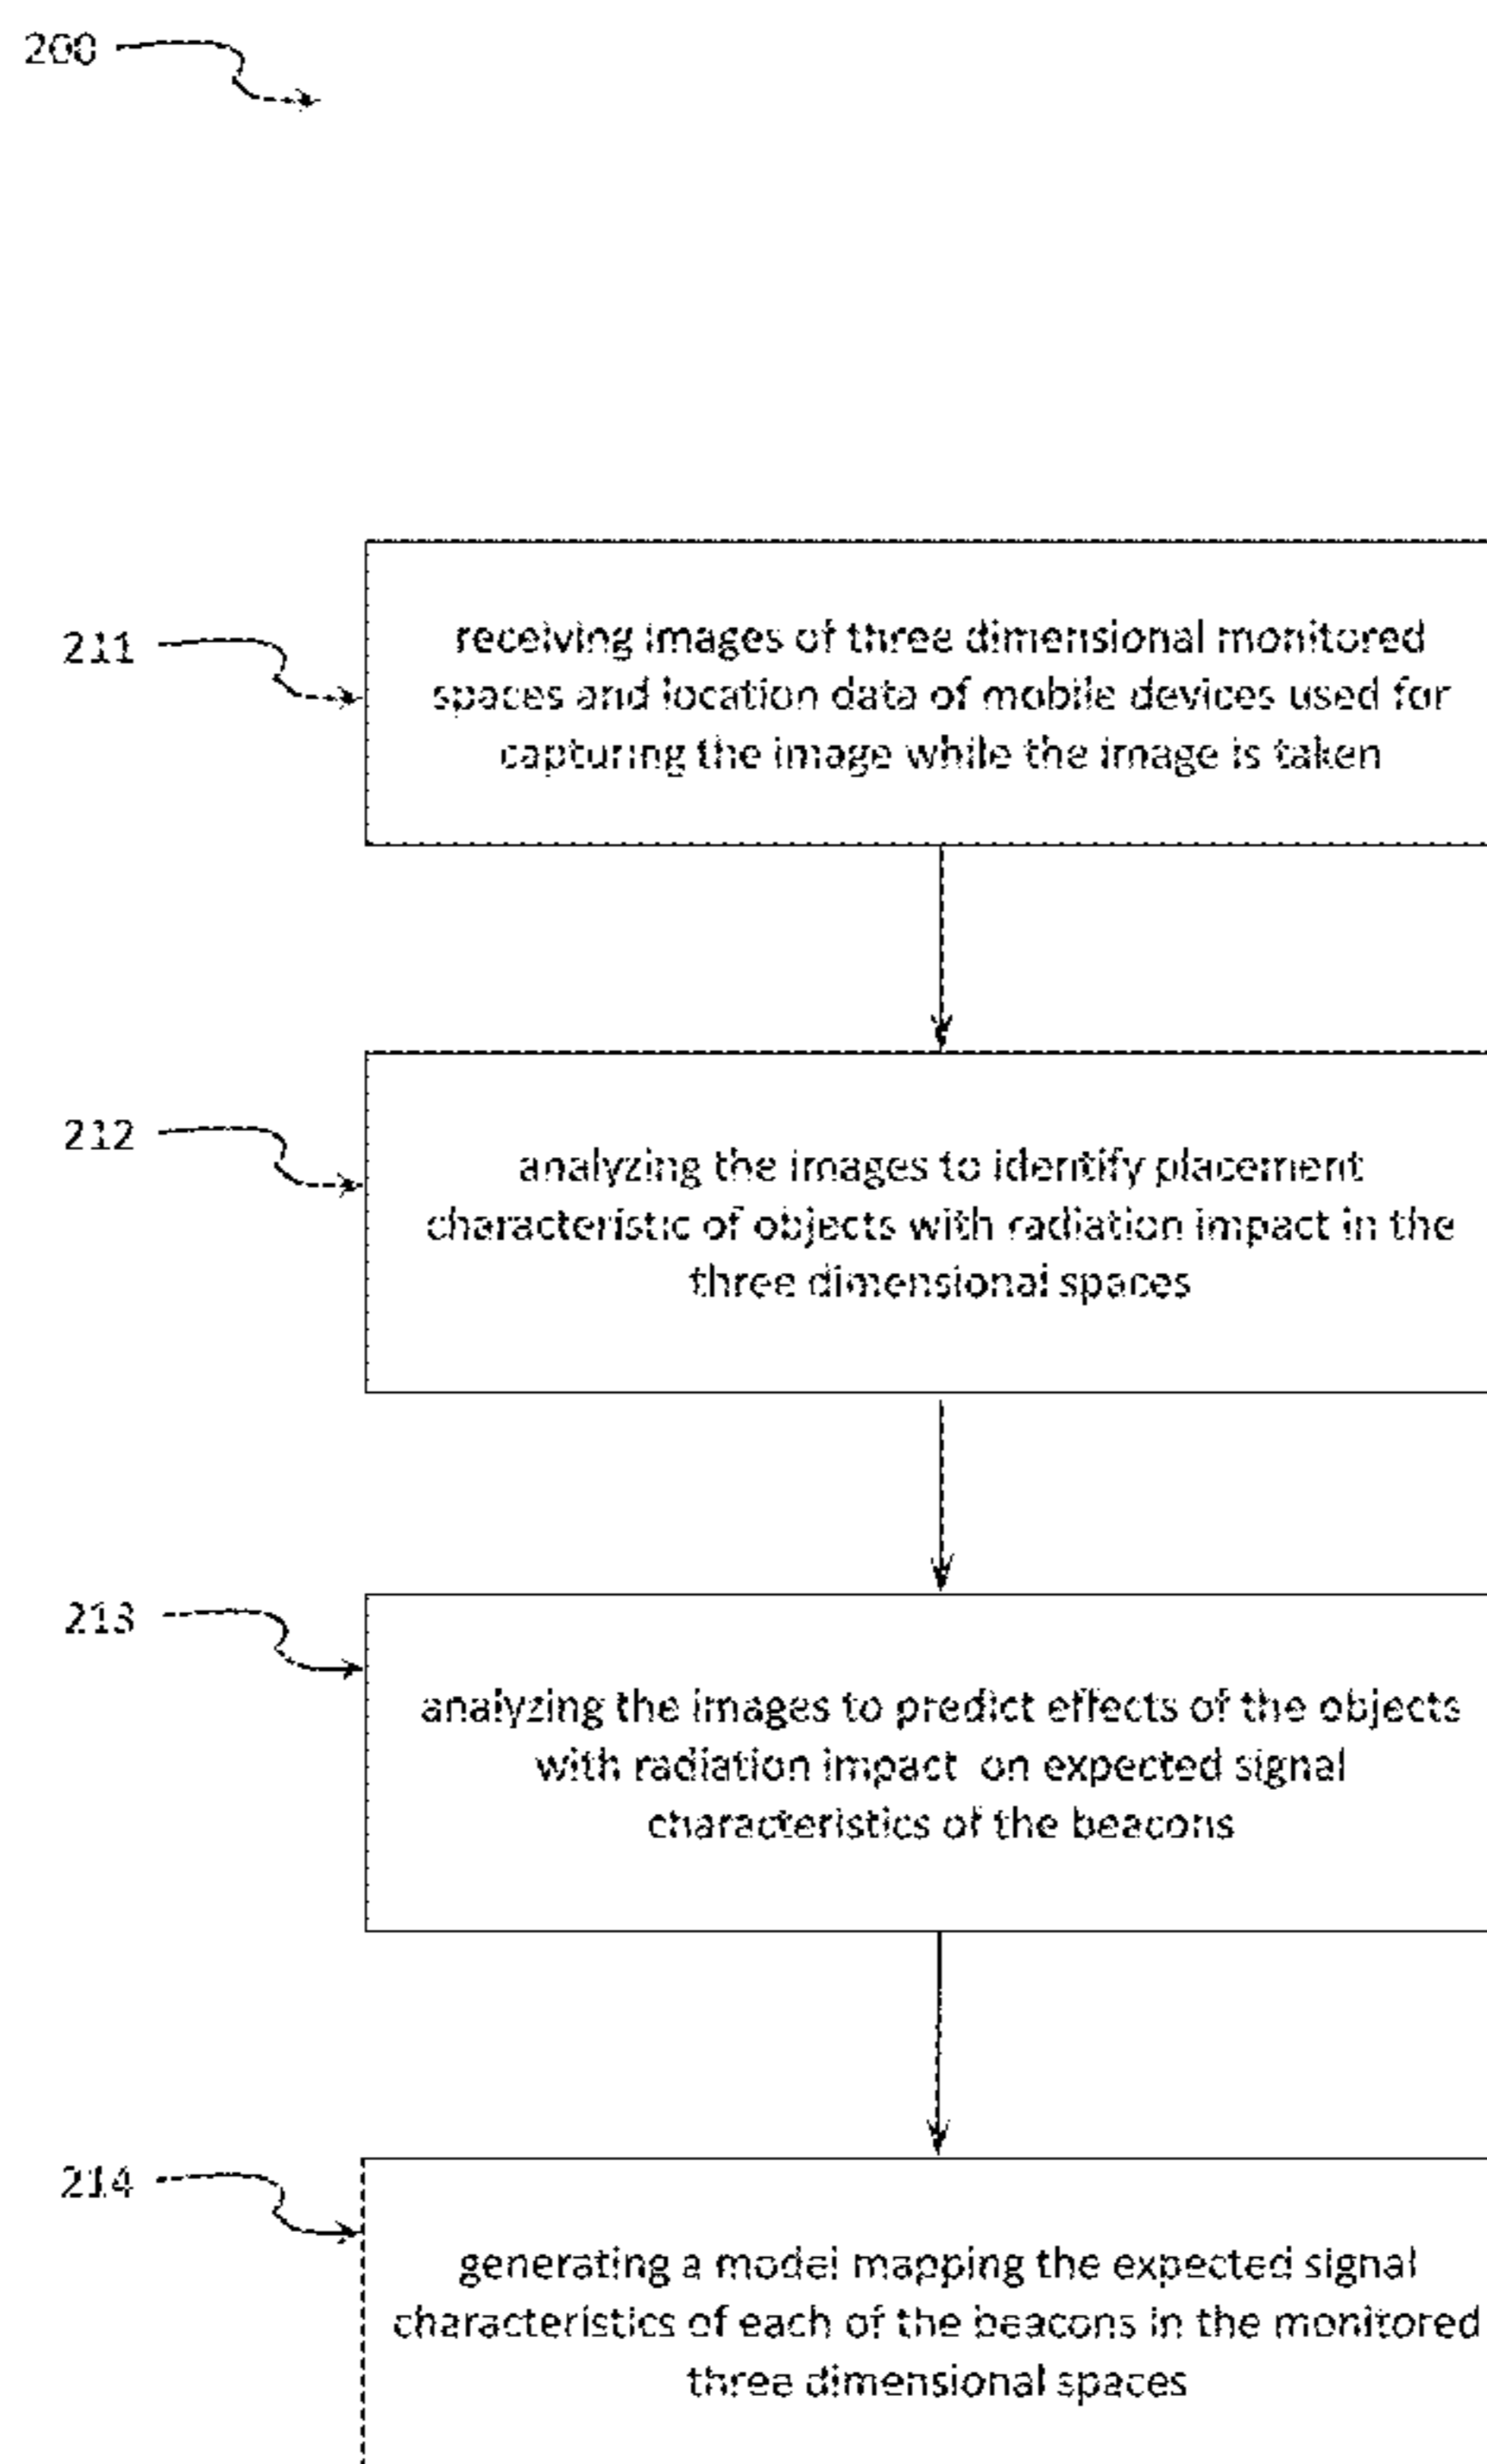 200
211
receiving images of three dimensional monitored
spaces and location data of mobile devices used for
capturing the image while the image is taken
212
analyzing the images to identify placement
characteristic of objects with radiation impact in the
three dimensional spaces
213
analyzing the images to predict effects of the objects
with radiation impact on expected signal
characteristics of the beacons
214
generating a model mapping the expected signal
characteristics of each of the beacons in the monitored
three dimensional spaces